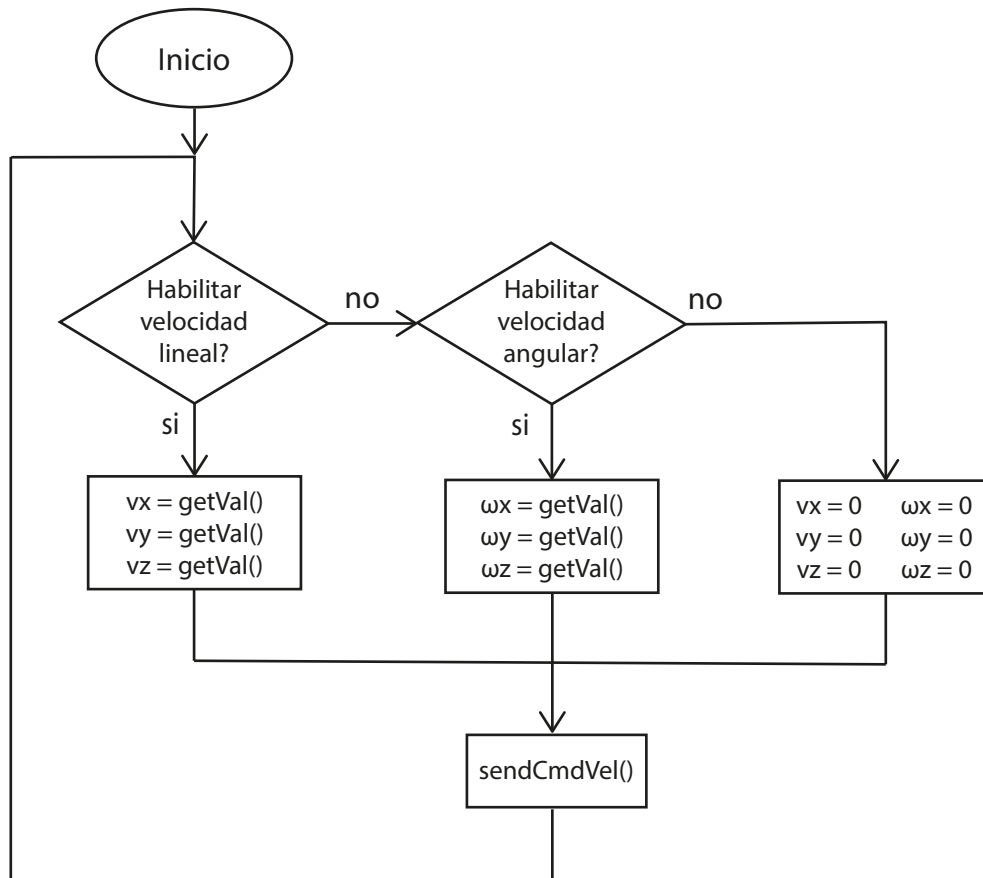 Inicio
Habilitar
velocidad
lineal?
no
Habilitar
velocidad
angular?
no
si
si
vx = getVal()
vy = getVal()
vz = getVal()
ωx = getVal()
ωy = getVal()
ωz = getVal()
vx = 0 ωx = 0
vy = 0 ωy = 0
vz = 0 ωz = 0
sendCmdVel()